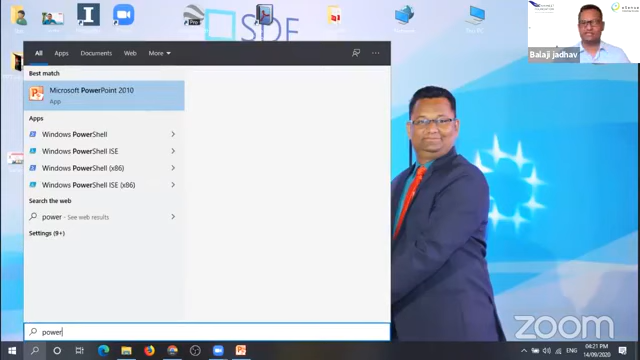 SDF
Balaji jadhav
All Apps Documents Web More
Best match
Microsoft PowerPoint 2010
App
Apps
Windows PowerShell
Windows PowerShell ISE
Windows PowerShell (x86)
Windows PowerShell ISE (x86)
Search the web
power - See web results
Settings (9+)
power
zoom
ENG
04:21 PM
14/09/2020